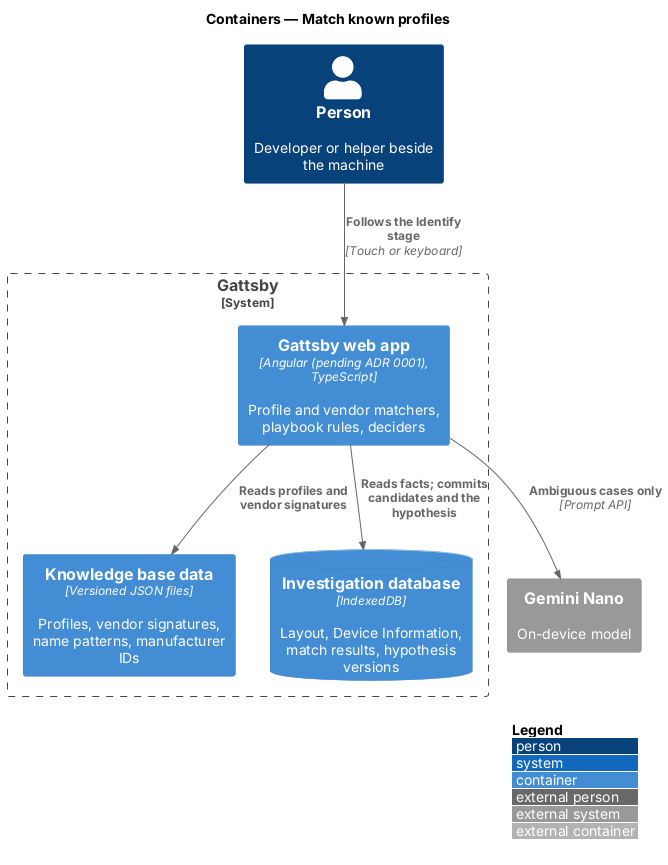 Containers — Match known profiles
Person
Developer or helper beside
the machine
Follows the Identify
stage
[Touch or keyboard]
Gattsby
[System]
Gattsby web app
[Angular (pending ADR 0001),
TypeScript]
Profile and vendor matchers,
playbook rules, deciders
Reads profiles and
vendor signatures
Reads facts; commits
candidates and the
hypothesis
Ambiguous cases only
[Prompt API]
Knowledge base data
[Versioned JSON files]
Profiles, vendor signatures,
name patterns, manufacturer
IDs
Investigation database
[IndexedDB]
Layout, Device Information,
match results, hypothesis
versions
Gemini Nano
On-device model
Legend
person
system
container
external person
external system
external container